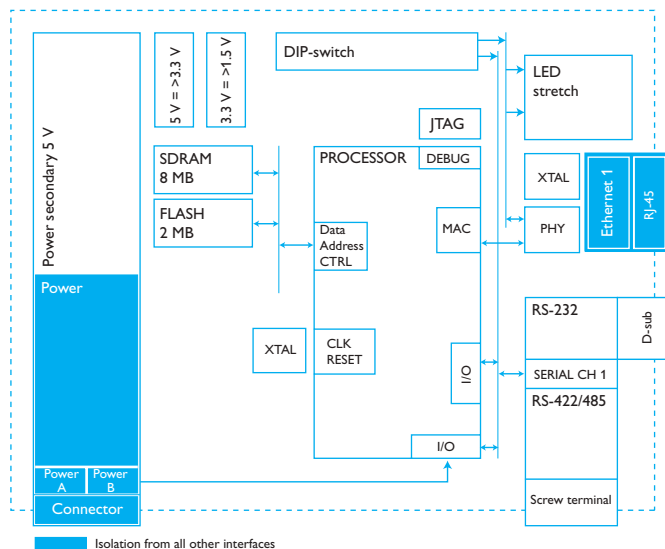 Power secondary 5 V
5 V = >3.3 V
3.3 V = >1.5 V
DIP-switch
LED
stretch
JTAG
PROCESSOR
DEBUG
SDRAM
8 MB
FLASH
2 MB
Data
Address
CTRL
MAC
XTAL
PHY
Ethernet 1
RJ-45
Power
XTAL
CLK
RESET
I/O
RS-232
D-sub
SERIAL CH 1
RS-422/485
I/O
Power
A
Power
B
Connector
Screw terminal
Isolation from all other interfaces